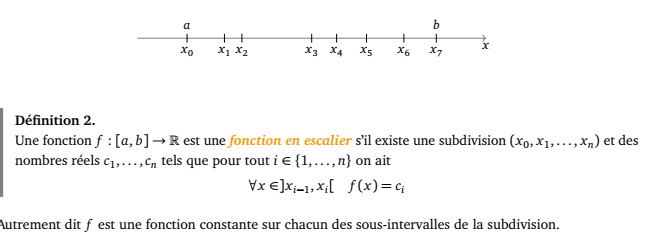 a b
x₀ x₁ x₂ x₃ x₄ x₅ x₆ x₇ x
Définition 2.
Une fonction f : [a, b] → ℝ est une fonction en escalier s'il existe une subdivision (x₀, x₁, …, xₙ) et des
nombres réels c₁, …, cₙ tels que pour tout i ∈ {1, …, n} on ait
∀x ∈]xᵢ₋₁, xᵢ[ f(x) = cᵢ
Autrement dit f est une fonction constante sur chacun des sous-intervalles de la subdivision.